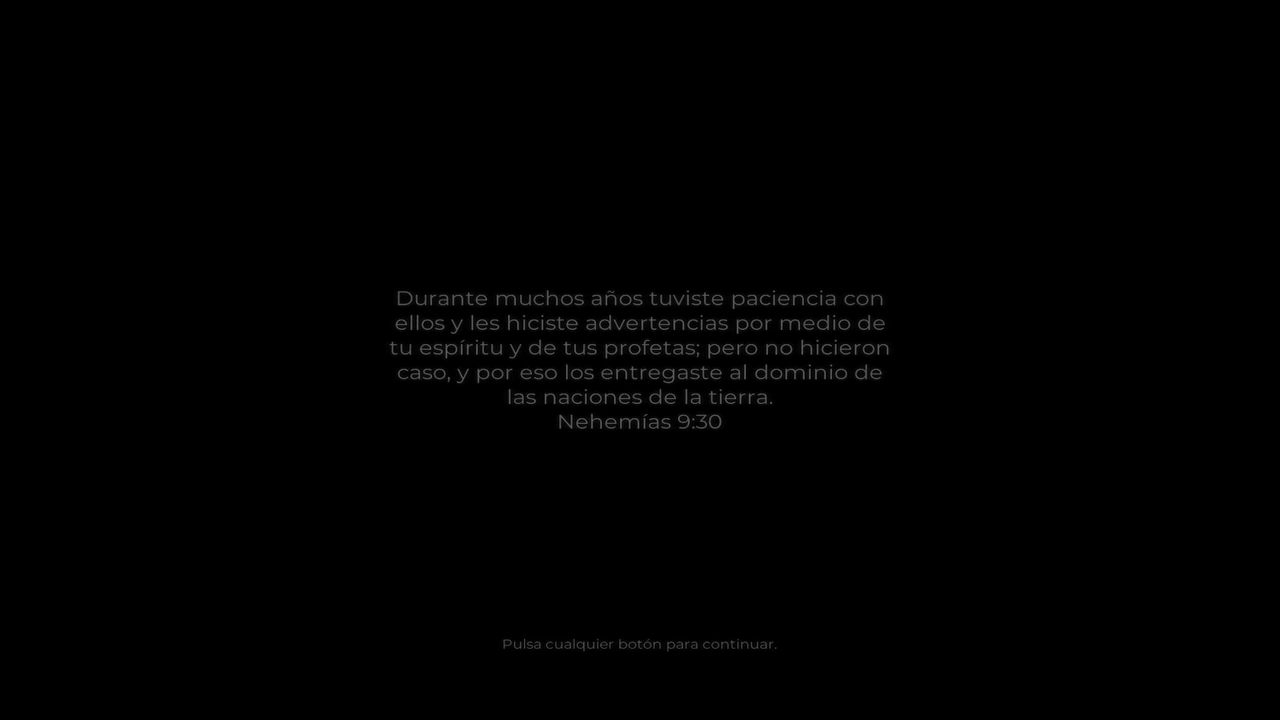 Durante muchos años tuviste paciencia con
ellos y les hiciste advertencias por medio de
tu espíritu y de tus profetas; pero no hicieron
caso, y por eso los entregaste al dominio de
las naciones de la tierra.
Nehemías 9:30
Pulsa cualquier botón para continuar.